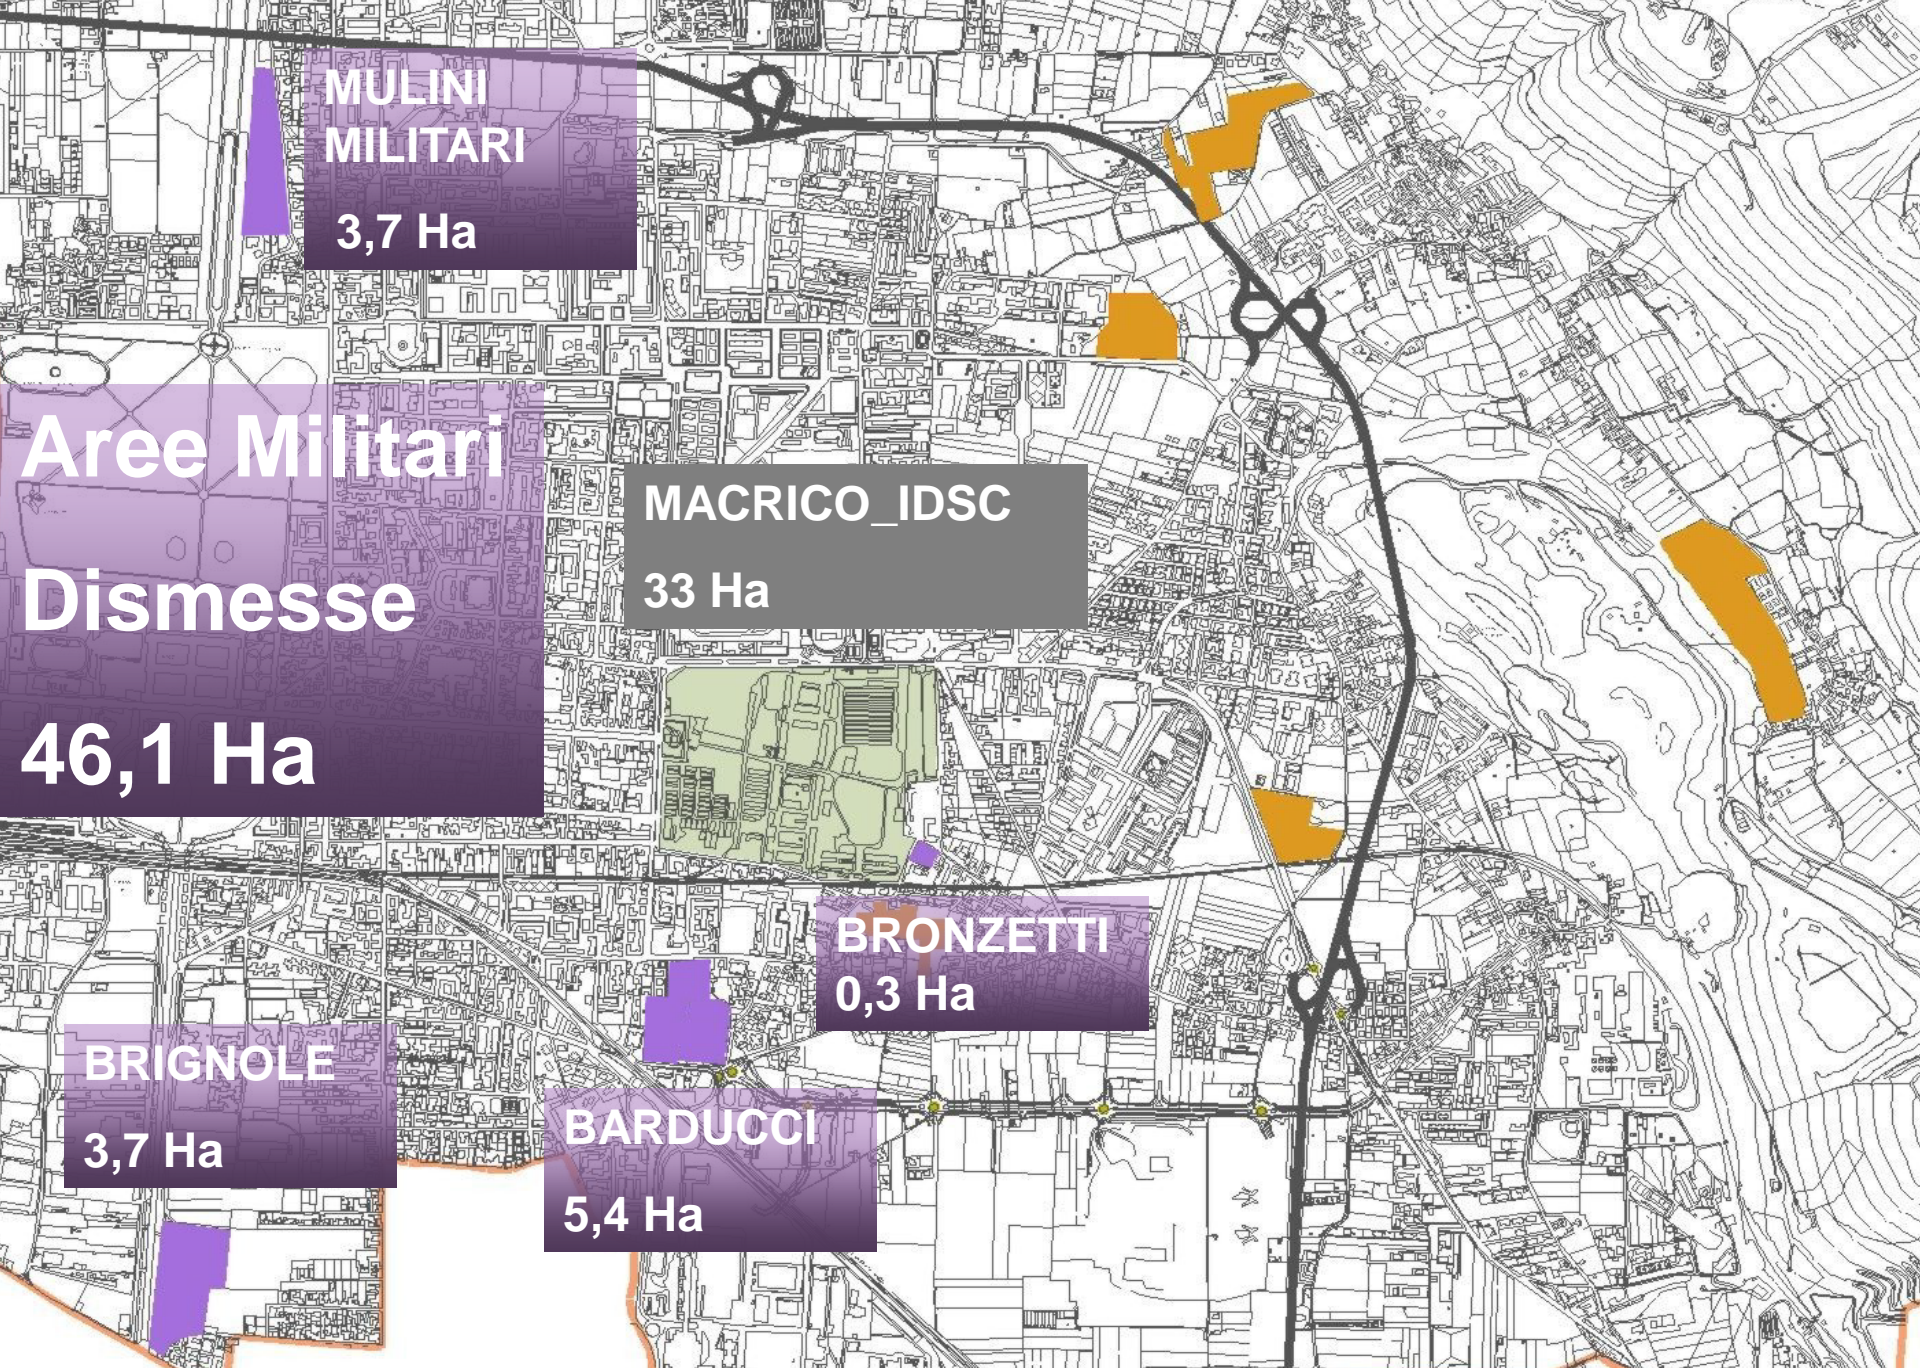 MULINI
MILITARI
3,7 Ha
Aree Militari
Dismesse
46,1 Ha
MACRICO_IDSC
33 Ha
BRONZETTI
0,3 Ha
BRIGNOLE
3,7 Ha
BARDUCCI
5,4 Ha